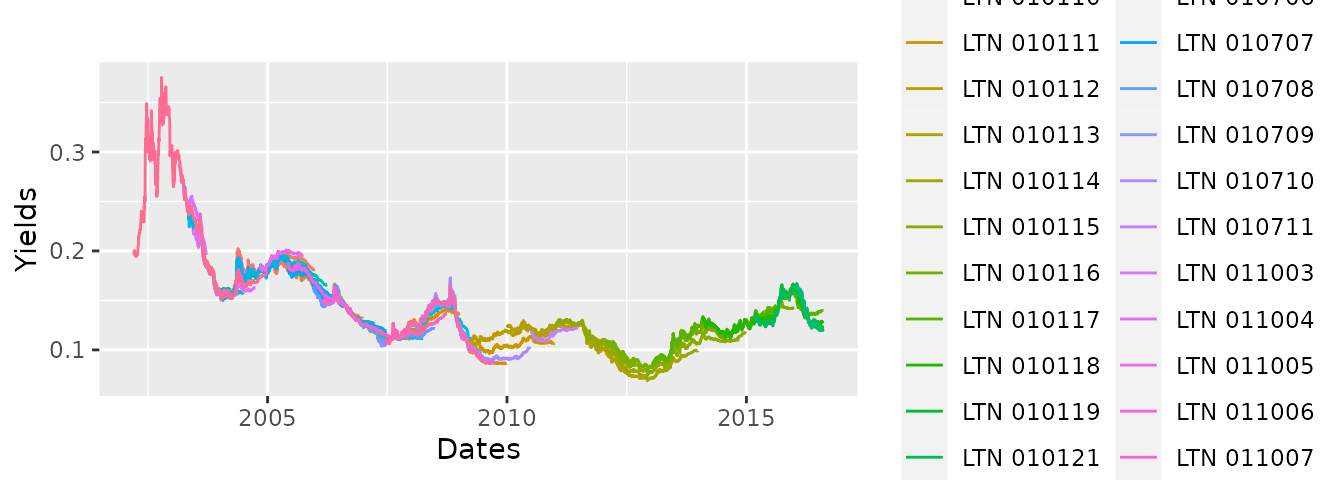 Yields
0.3
0.2
0.1
2005
2010
2015
Dates
LTN 010111
LTN 010112
LTN 010113
LTN 010114
LTN 010115
LTN 010116
LTN 010117
LTN 010118
LTN 010119
LTN 010121
LTN 010707
LTN 010708
LTN 010709
LTN 010710
LTN 010711
LTN 011003
LTN 011004
LTN 011005
LTN 011006
LTN 011007